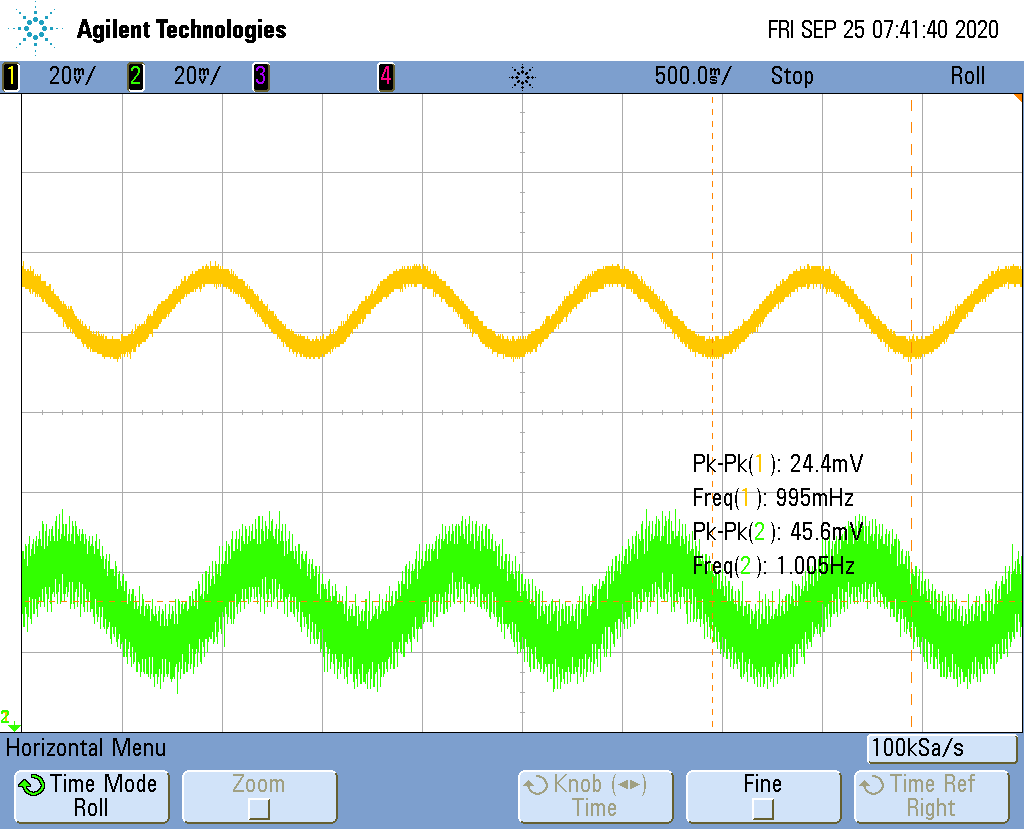 Agilent Technologies
FRI SEP 25 07:41:40 2020
1 20mV/ 2 20mV/ 3 4 500.0ms/ Stop Roll
Pk-Pk(1): 24.4mV
Freq(1): 995mHz
Pk-Pk(2): 45.6mV
Freq(2): 1.005Hz
2
Horizontal Menu
100kSa/s
Time Mode
Roll
Zoom
Knob (◄►)
Time
Fine
Time Ref
Right